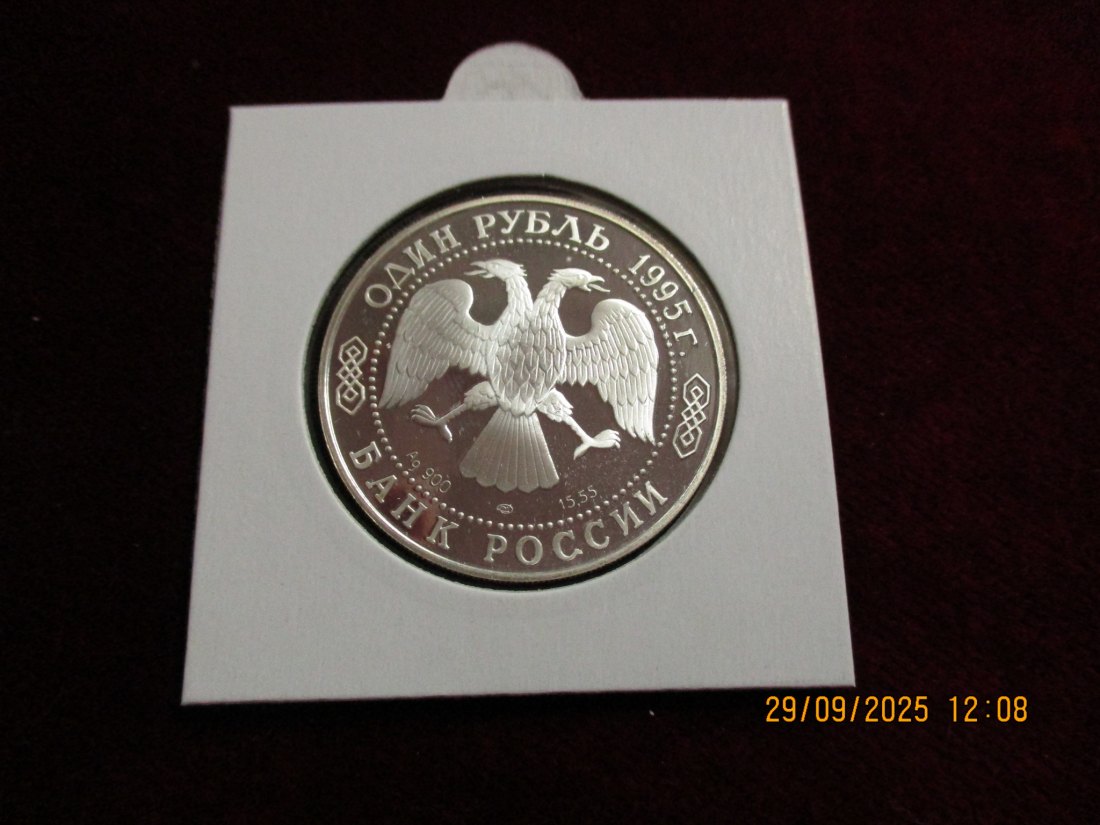 ОДИН РУБЛЬ 1995 г.
Ag 900
15,55
БАНК РОССИИ
29/09/2025 12:08